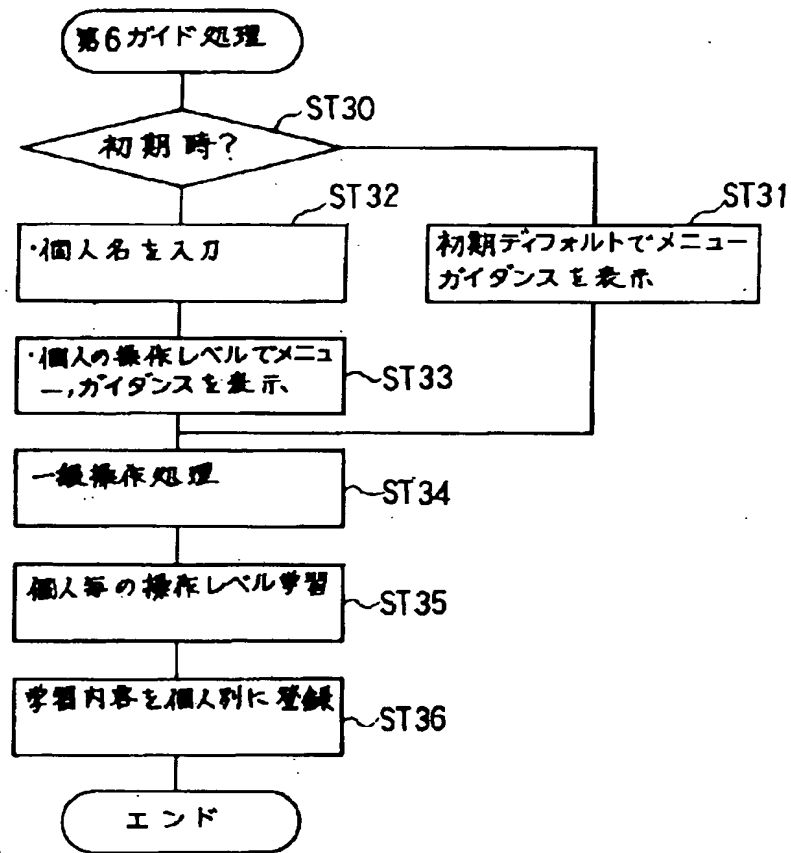 第6ガイド処理
ST30
初期時?
ST32
・個人名を入力
ST31
初期ディフォルトでメニュー
ガイダンスを表示
・個人の操作レベルでメニュ
ー,ガイダンスを表示、
ST33
一般操作処理
ST34
個人毎の操作レベル学習
ST35
学習内容を個人別に登録
ST36
エンド